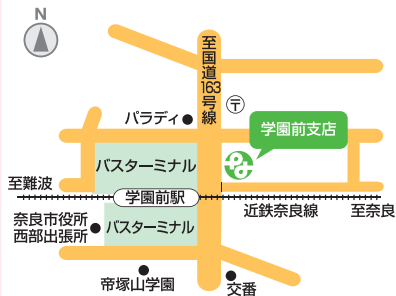 N
至国道163号線
〒
パラディ
学園前支店
バスターミナル
至難波
学園前駅
近鉄奈良線
至奈良
奈良市役所
西部出張所
バスターミナル
帝塚山学園
交番